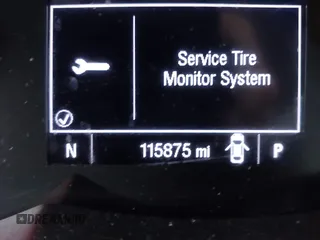 Service Tire
Monitor System
N 115875 mi P